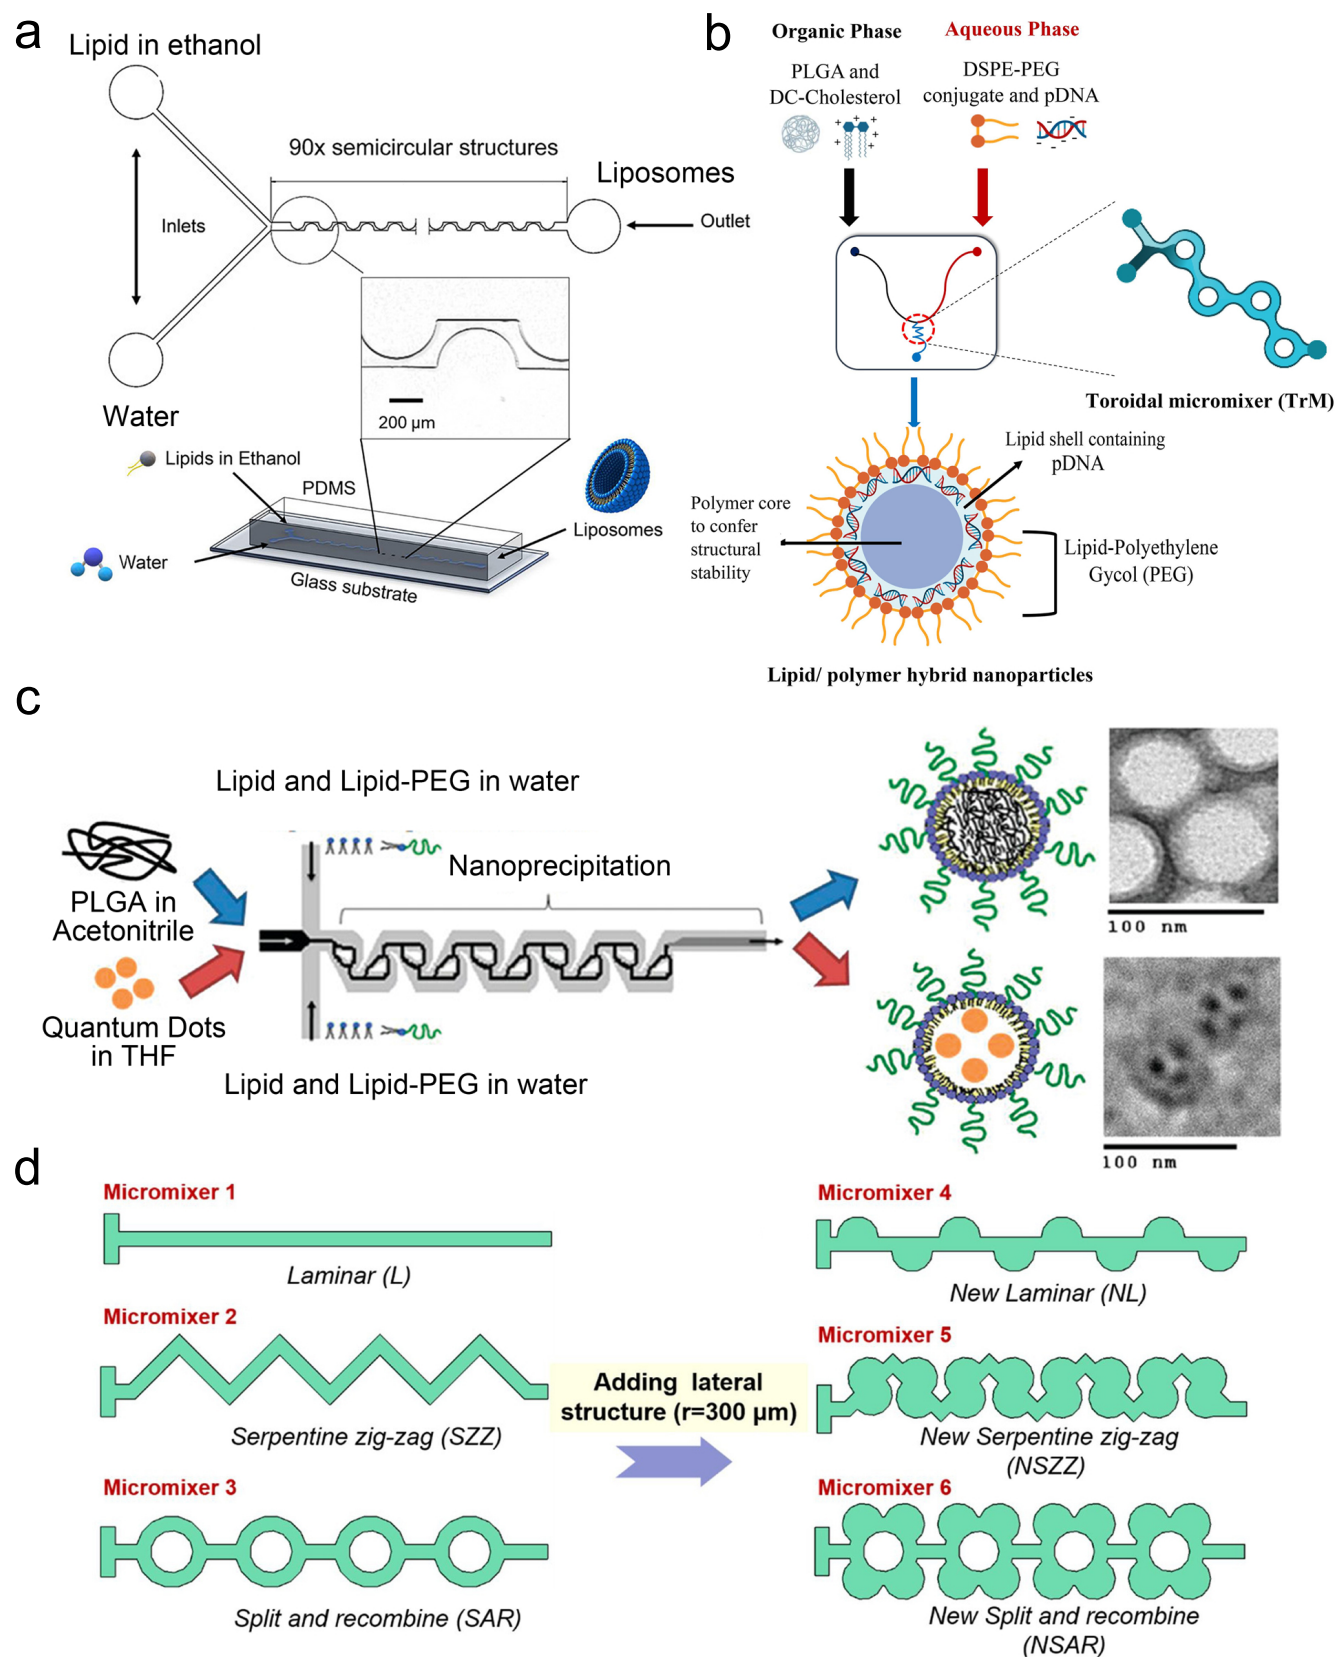 a
Lipid in ethanol
90x semicircular structures
Liposomes
Inlets
Outlet
Water
200 µm
Lipids in Ethanol
PDMS
Liposomes
Water
Glass substrate
b
Organic Phase
Aqueous Phase
PLGA and
DC-Cholesterol
DSPE-PEG
conjugate and pDNA
Toroidal micromixer (TrM)
Lipid shell containing
pDNA
Polymer core
to confer
structural
stability
Lipid-Polyethylene
Gycol (PEG)
Lipid/ polymer hybrid nanoparticles
c
Lipid and Lipid-PEG in water
Nanoprecipitation
PLGA in
Acetonitrile
Quantum Dots
in THF
Lipid and Lipid-PEG in water
100 nm
100 nm
d
Micromixer 1
Laminar (L)
Micromixer 2
Serpentine zig-zag (SZZ)
Micromixer 3
Split and recombine (SAR)
Adding lateral
structure (r=300 µm)
Micromixer 4
New Laminar (NL)
Micromixer 5
New Serpentine zig-zag
(NSZZ)
Micromixer 6
New Split and recombine
(NSAR)